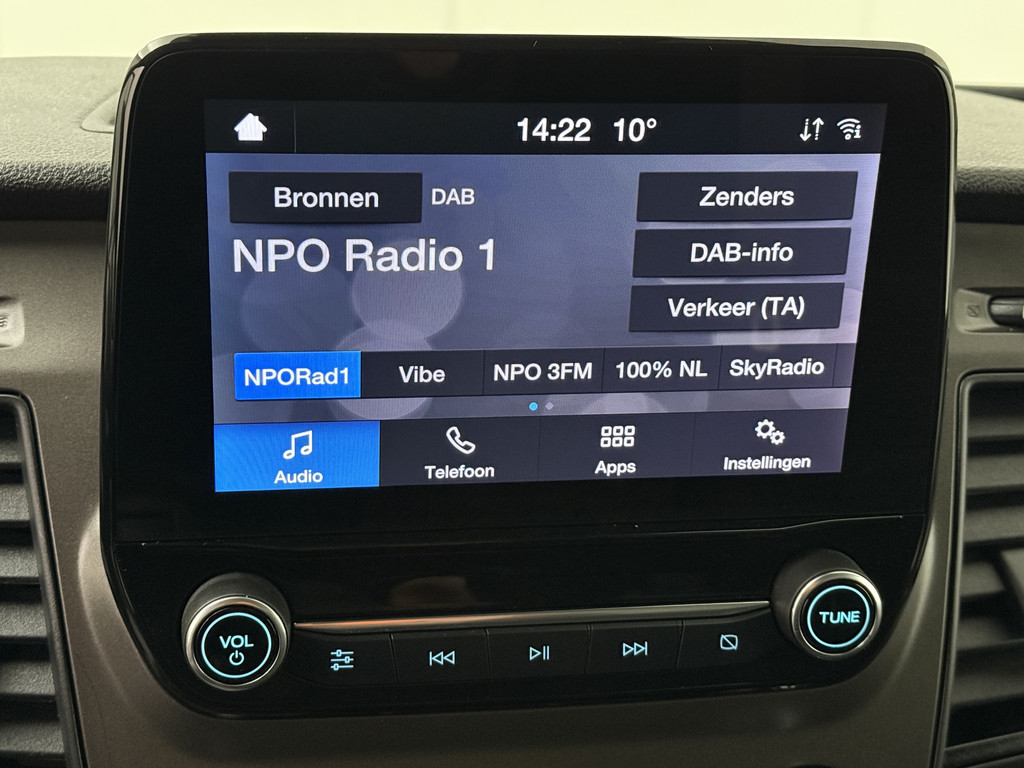 14:22 10°
Bronnen DAB Zenders
NPO Radio 1 DAB-info
Verkeer (TA)
NPORad1 Vibe NPO 3FM 100% NL SkyRadio
Audio Telefoon Apps Instellingen
VOL TUNE